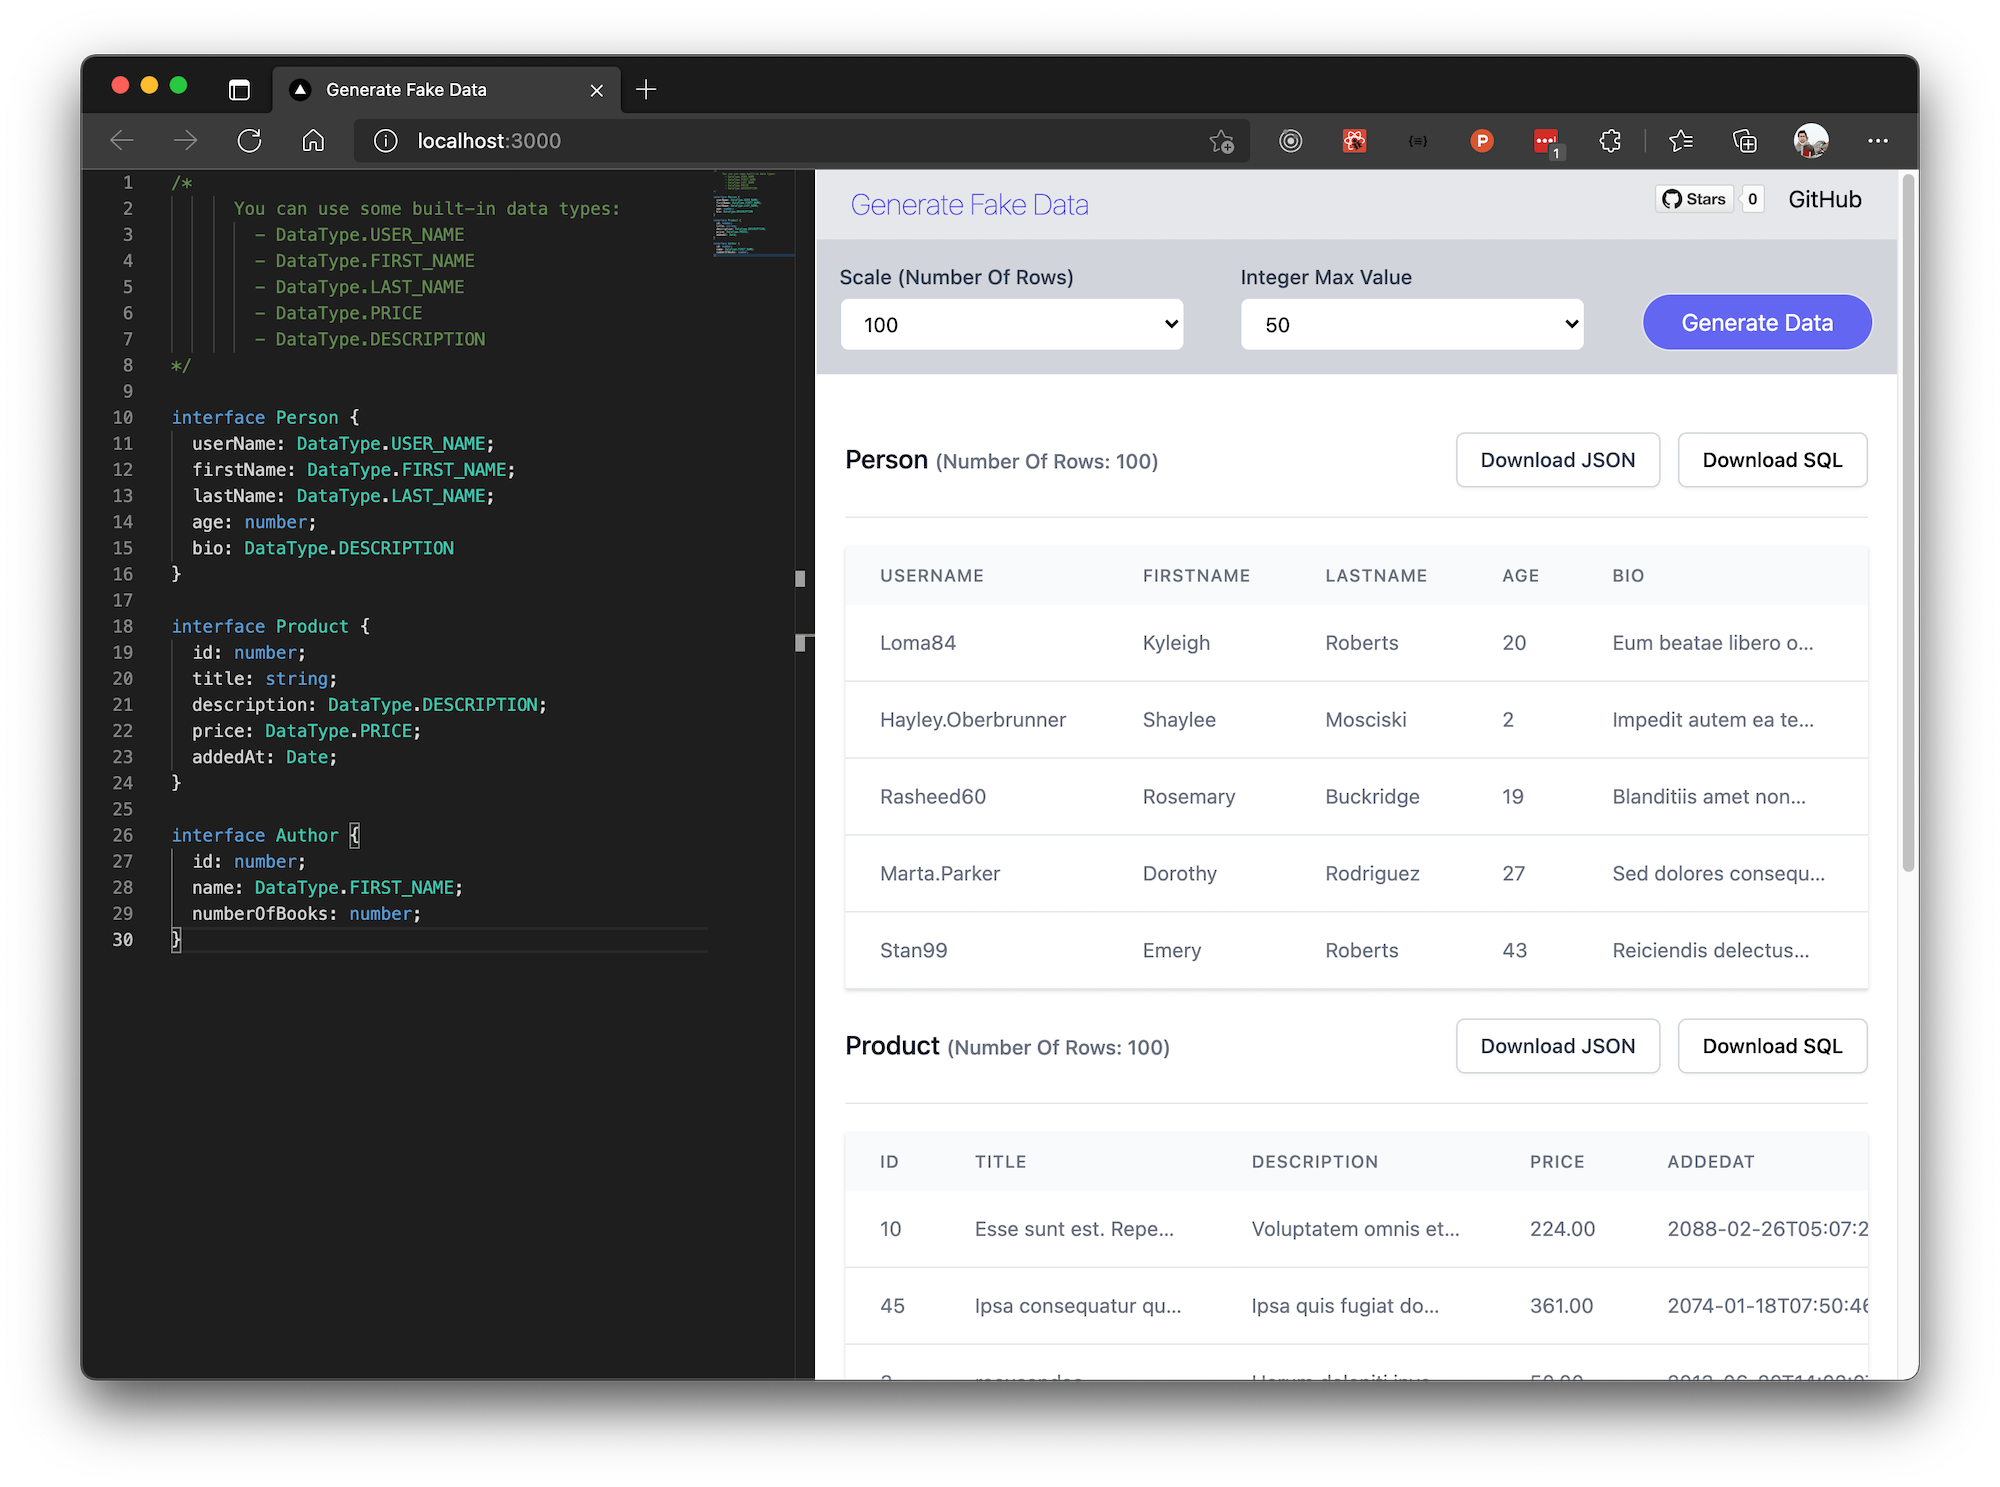 Generate Fake Data
localhost:3000
1
1 /*
2 You can use some built-in data types:
3 - DataType.USER_NAME
4 - DataType.FIRST_NAME
5 - DataType.LAST_NAME
6 - DataType.PRICE
7 - DataType.DESCRIPTION
8 */
9
10 interface Person {
11 userName: DataType.USER_NAME;
12 firstName: DataType.FIRST_NAME;
13 lastName: DataType.LAST_NAME;
14 age: number;
15 bio: DataType.DESCRIPTION
16 }
17
18 interface Product {
19 id: number;
20 title: string;
21 description: DataType.DESCRIPTION;
22 price: DataType.PRICE;
23 addedAt: Date;
24 }
25
26 interface Author {
27 id: number;
28 name: DataType.FIRST_NAME;
29 numberOfBooks: number;
30 }
Generate Fake Data
Stars 0 GitHub
Scale (Number Of Rows) Integer Max Value
100 50 Generate Data
Person (Number Of Rows: 100) Download JSON Download SQL
USERNAME FIRSTNAME LASTNAME AGE BIO
Loma84 Kyleigh Roberts 20 Eum beatae libero o...
Hayley.Oberbrunner Shaylee Mosciski 2 Impedit autem ea te...
Rasheed60 Rosemary Buckridge 19 Blanditiis amet non...
Marta.Parker Dorothy Rodriguez 27 Sed dolores consequ...
Stan99 Emery Roberts 43 Reiciendis delectus...
Product (Number Of Rows: 100) Download JSON Download SQL
ID TITLE DESCRIPTION PRICE ADDEDAT
10 Esse sunt est. Repe... Voluptatem omnis et... 224.00 2088-02-26T05:07:2
45 Ipsa consequatur qu... Ipsa quis fugiat do... 361.00 2074-01-18T07:50:46